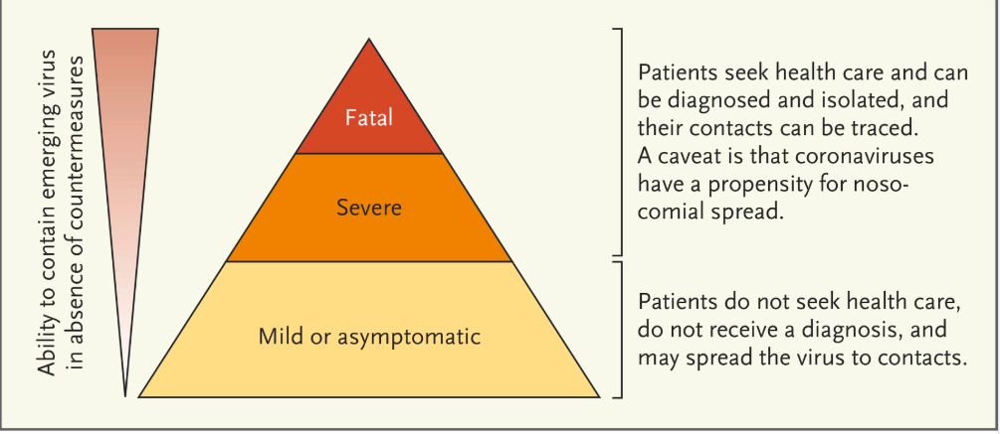 Ability to contain emerging virus
in absence of countermeasures
Fatal
Severe
Mild or asymptomatic
Patients seek health care and can
be diagnosed and isolated, and
their contacts can be traced.
A caveat is that coronaviruses
have a propensity for noso-
comial spread.
Patients do not seek health care,
do not receive a diagnosis, and
may spread the virus to contacts.